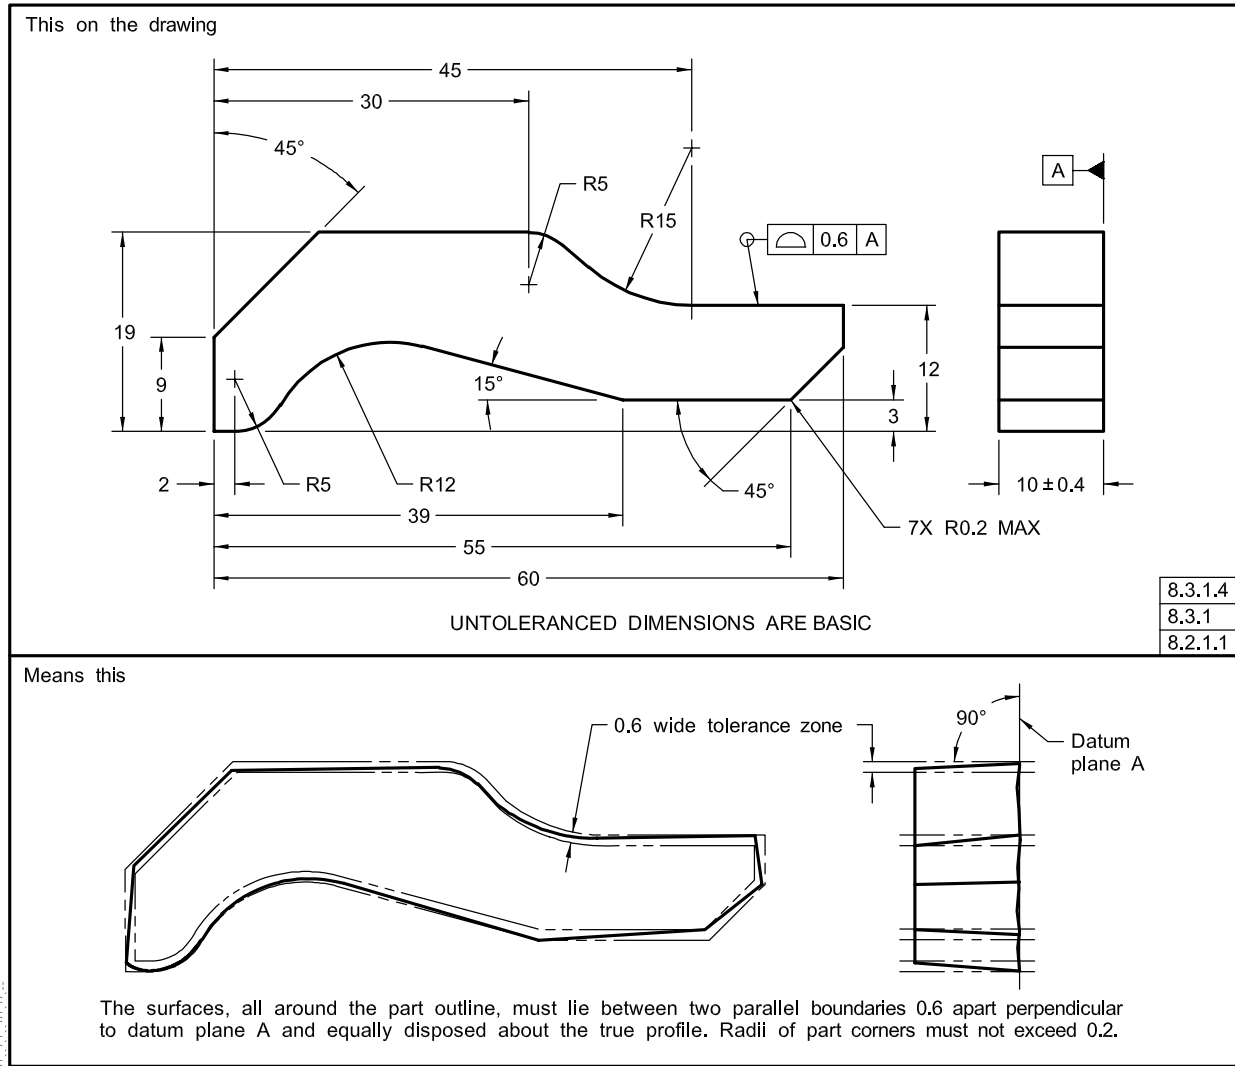 This on the drawing
45
30
45°
R5
A
R15
0.6 A
19
9
12
15°
3
2
R5
R12
45°
10 ± 0.4
39
7X R0.2 MAX
55
60
8.3.1.4
UNTOLERANCED DIMENSIONS ARE BASIC
8.3.1
8.2.1.1
Means this
0.6 wide tolerance zone
90°
Datum
plane A
The surfaces, all around the part outline, must lie between two parallel boundaries 0.6 apart perpendicular
to datum plane A and equally disposed about the true profile. Radii of part corners must not exceed 0.2.